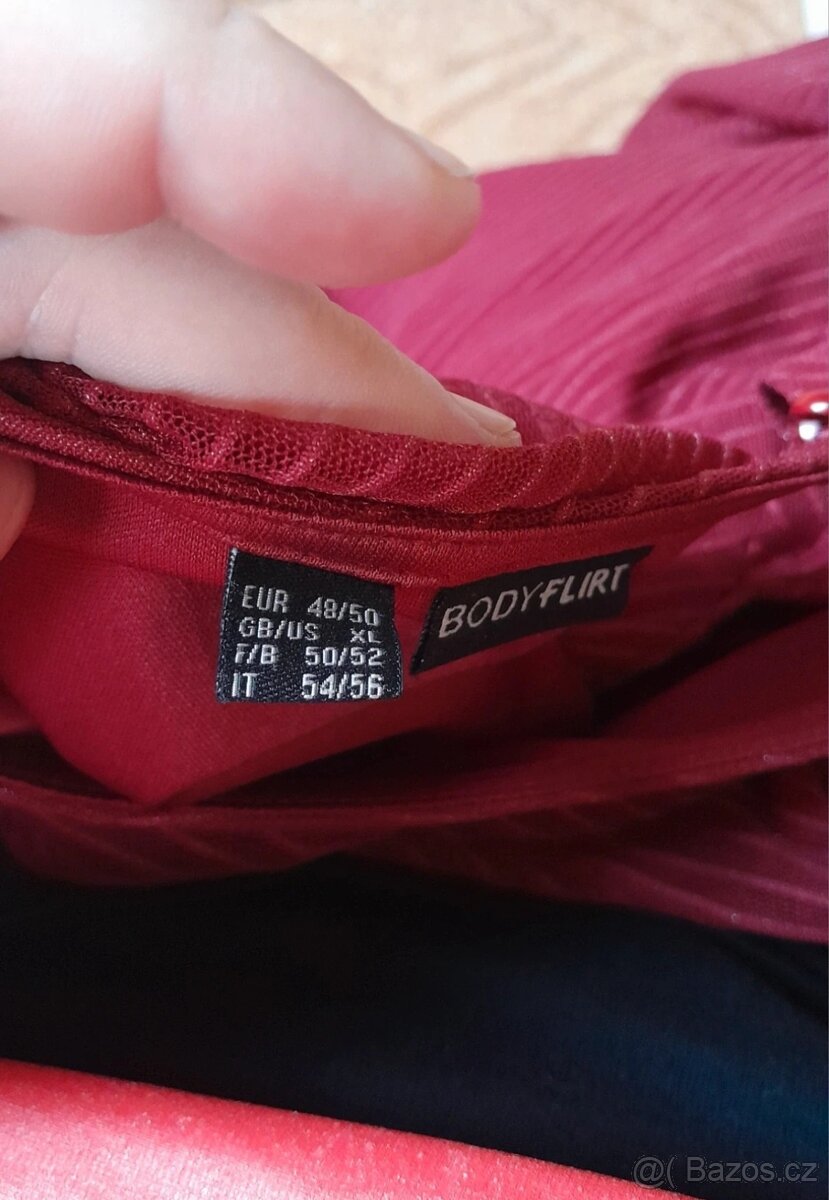 EUR 48/50
GB/US XL
F/B 50/52
IT 54/56
BODYFLIRT
@( Bazos.cz